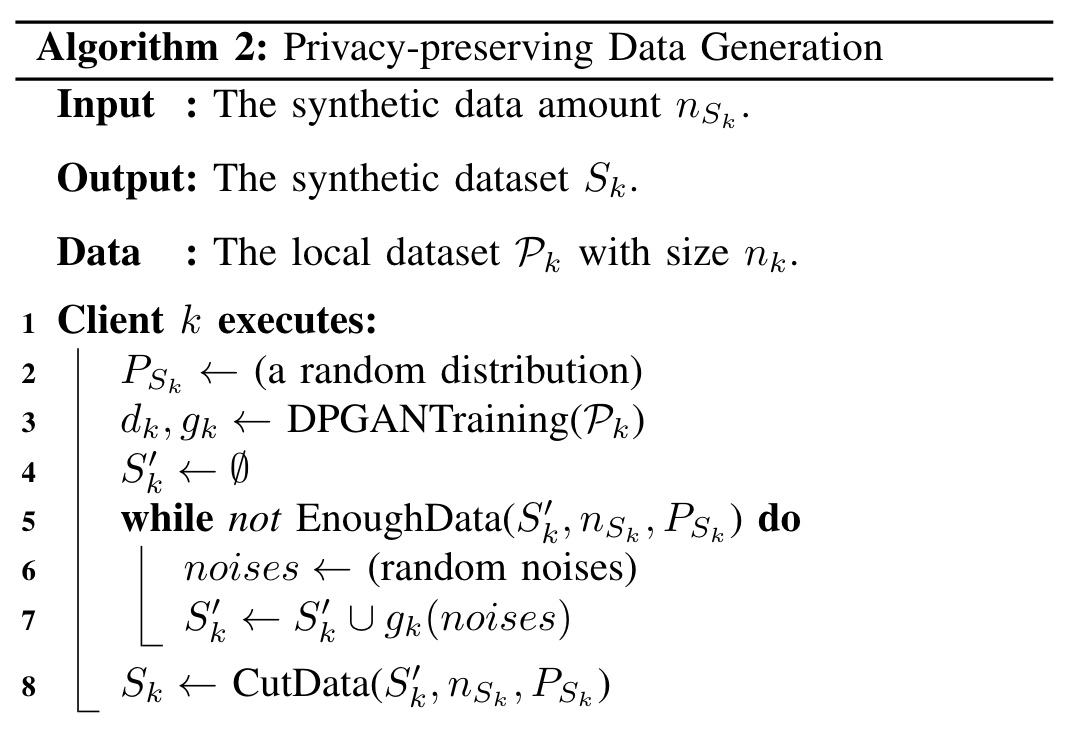 Algorithm 2: Privacy-preserving Data Generation
Input : The synthetic data amount $n_{S_k}$.
Output: The synthetic dataset $S_k$.
Data : The local dataset $\mathcal{P}_k$ with size $n_k$.
1 Client $k$ executes:
2 $P_{S_k} \leftarrow$ (a random distribution)
3 $d_k, g_k \leftarrow$ DPGANTraining($\mathcal{P}_k$)
4 $S'_k \leftarrow \emptyset$
5 while not EnoughData($S'_k, n_{S_k}, P_{S_k}$) do
6 $noises \leftarrow$ (random noises)
7 $S'_k \leftarrow S'_k \cup g_k(noises)$
8 $S_k \leftarrow$ CutData($S'_k, n_{S_k}, P_{S_k}$)